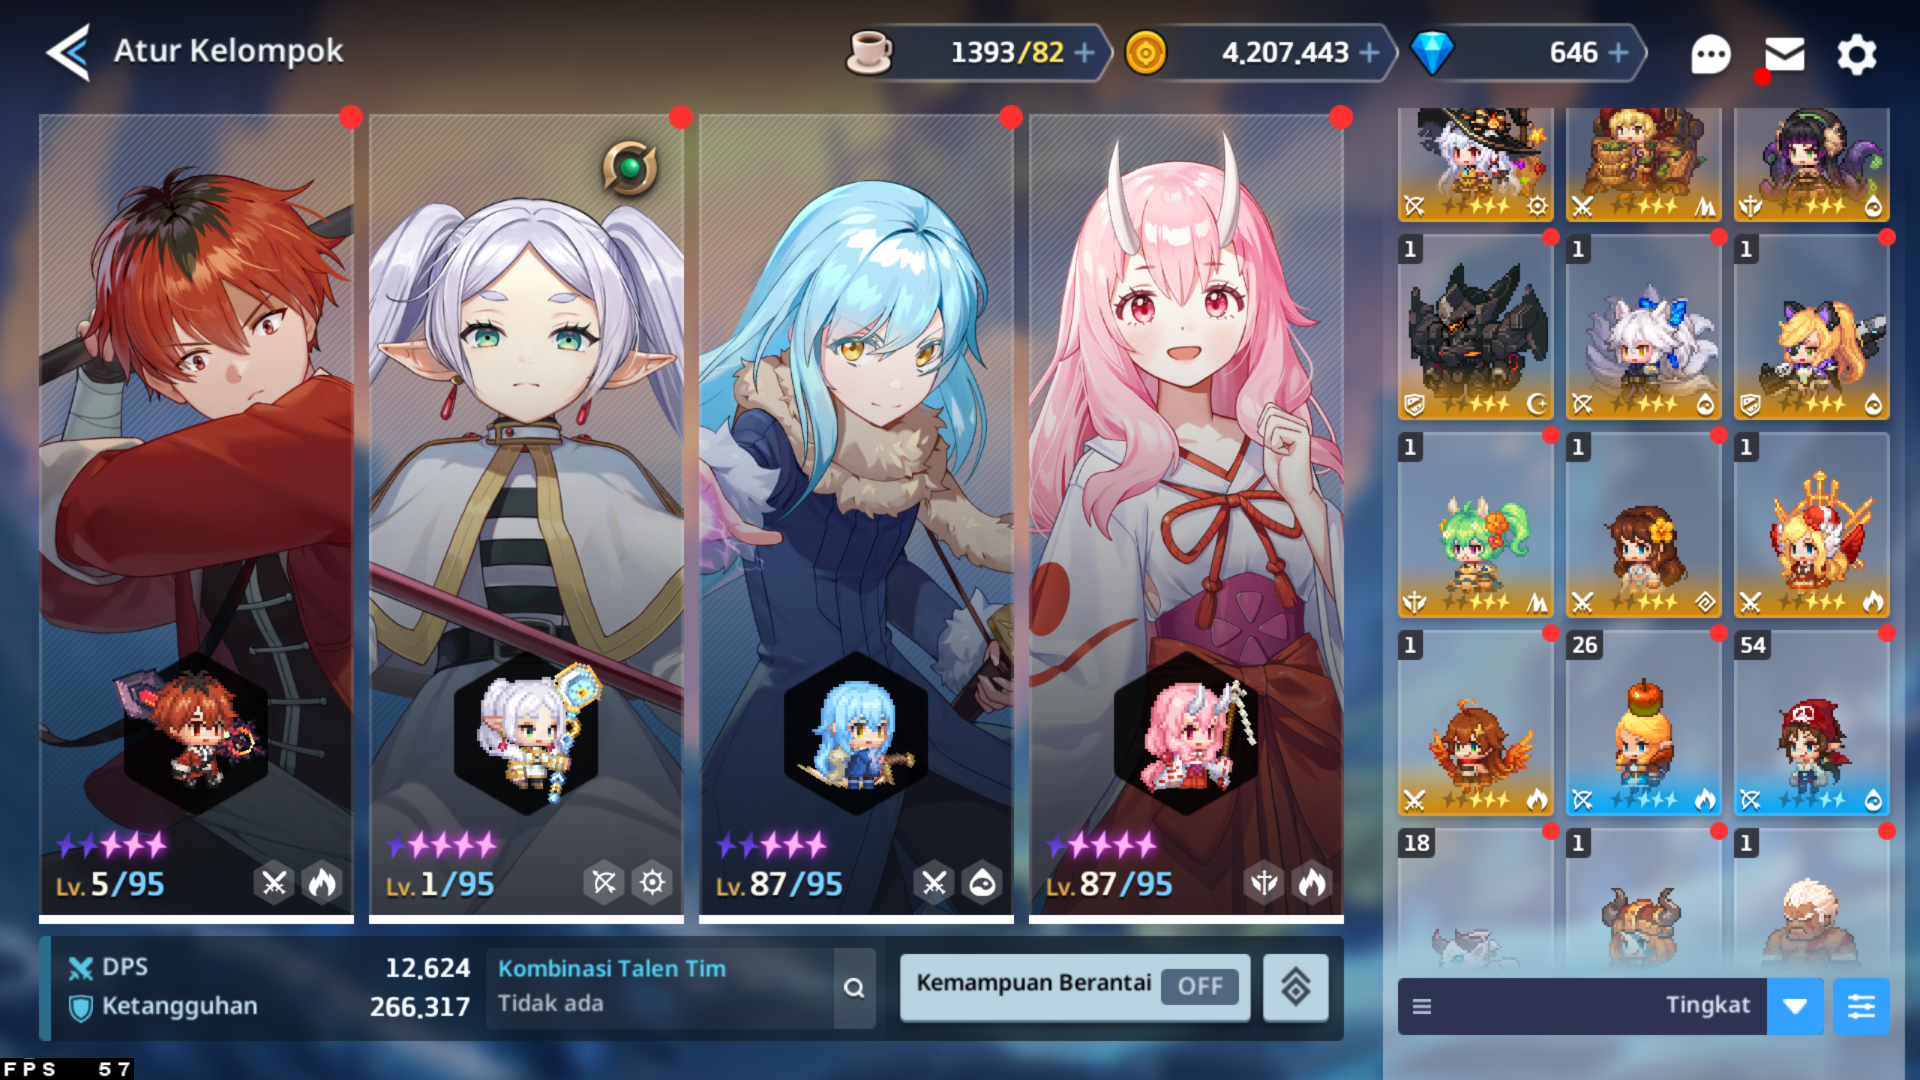 Atur Kelompok
1393/82
4,207,443
646
1
1
1
1
1
1
1
26
54
18
1
1
Lv. 5/95
Lv. 1/95
Lv. 87/95
Lv. 87/95
DPS 12,624
Ketangguhan 266,317
Kombinasi Talen Tim
Tidak ada
Kemampuan Berantai OFF
Tingkat
FPS 57